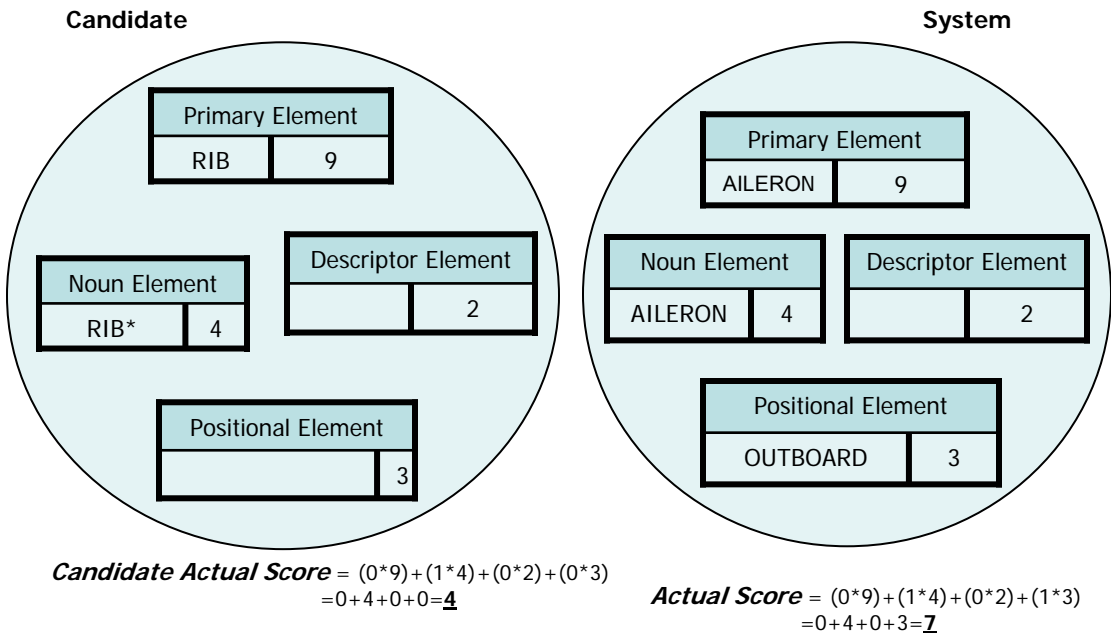 Candidate
System
Primary Element
RIB 9
Noun Element
RIB* 4
Descriptor Element
2
Positional Element
3
Primary Element
AILERON 9
Noun Element
AILERON 4
Descriptor Element
2
Positional Element
OUTBOARD 3
Candidate Actual Score = (0*9)+(1*4)+(0*2)+(0*3)
=0+4+0+0=4
Actual Score = (0*9)+(1*4)+(0*2)+(1*3)
=0+4+0+3=7